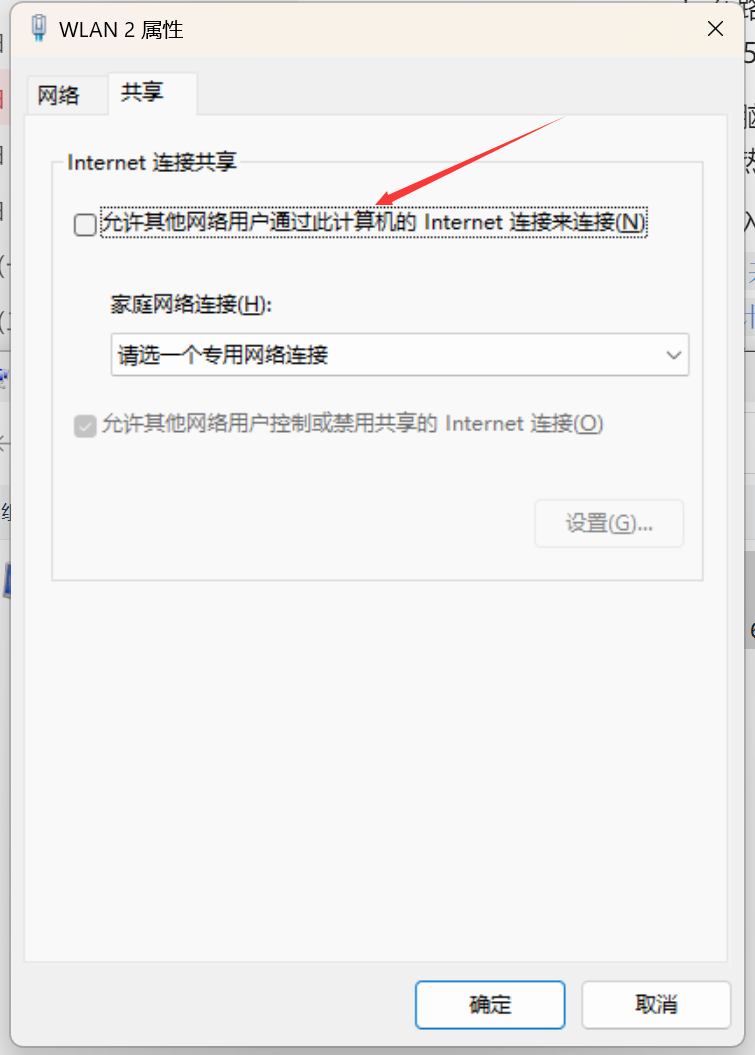 WLAN 2 属性
网络
共享
Internet 连接共享
允许其他网络用户通过此计算机的 Internet 连接来连接(N)
家庭网络连接(H):
请选一个专用网络连接
允许其他网络用户控制或禁用共享的 Internet 连接(O)
设置(G)...
确定
取消